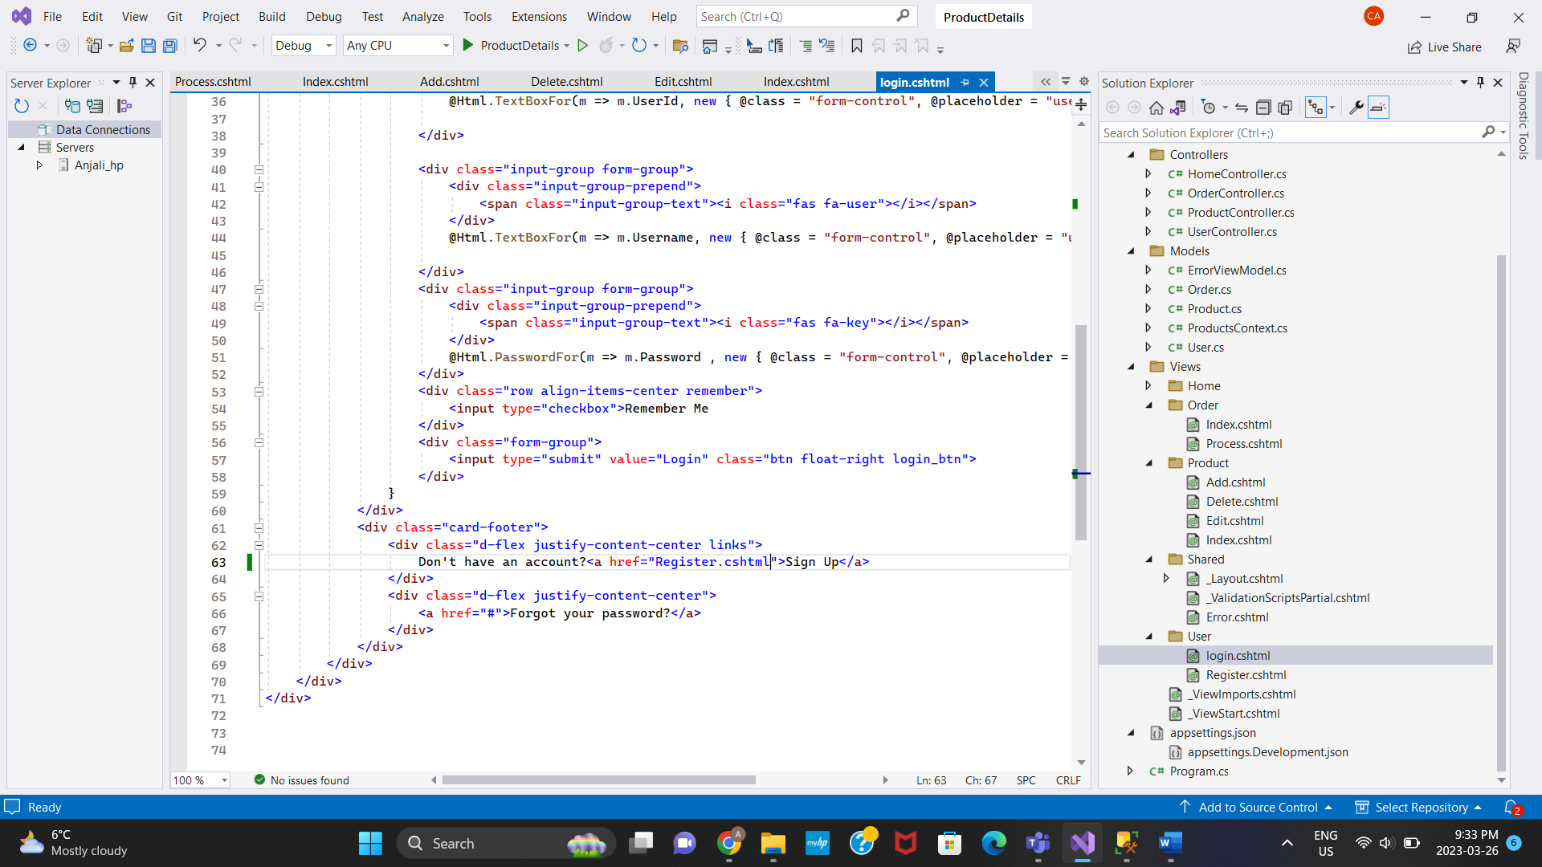 File Edit View Git Project Build Debug Test Analyze Tools Extensions Window Help Search (Ctrl+Q) ProductDetails CA
Debug Any CPU ProductDetails Live Share
Server Explorer Process.cshtml Index.cshtml Add.cshtml Delete.cshtml Edit.cshtml Index.cshtml login.cshtml Solution Explorer
Data Connections
Servers
Anjali_hp
36 @Html.TextBoxFor(m => m.UserId, new { @class = "form-control", @placeholder = "use
37
38 </div>
39
40 <div class="input-group form-group">
41 <div class="input-group-prepend">
42 <span class="input-group-text"><i class="fas fa-user"></i></span>
43 </div>
44 @Html.TextBoxFor(m => m.Username, new { @class = "form-control", @placeholder = "u
45
46 </div>
47 <div class="input-group form-group">
48 <div class="input-group-prepend">
49 <span class="input-group-text"><i class="fas fa-key"></i></span>
50 </div>
51 @Html.PasswordFor(m => m.Password , new { @class = "form-control", @placeholder =
52 </div>
53 <div class="row align-items-center remember">
54 <input type="checkbox">Remember Me
55 </div>
56 <div class="form-group">
57 <input type="submit" value="Login" class="btn float-right login_btn">
58 </div>
59 }
60 </div>
61 <div class="card-footer">
62 <div class="d-flex justify-content-center links">
63 Don't have an account?<a href="Register.cshtml">Sign Up</a>
64 </div>
65 <div class="d-flex justify-content-center">
66 <a href="#">Forgot your password?</a>
67 </div>
68 </div>
69 </div>
70 </div>
71 </div>
72
73
74
100 % No issues found Ln: 63 Ch: 67 SPC CRLF
Search Solution Explorer (Ctrl+;)
Controllers
C# HomeController.cs
C# OrderController.cs
C# ProductController.cs
C# UserController.cs
Models
C# ErrorViewModel.cs
C# Order.cs
C# Product.cs
C# ProductsContext.cs
C# User.cs
Views
Home
Order
Index.cshtml
Process.cshtml
Product
Add.cshtml
Delete.cshtml
Edit.cshtml
Index.cshtml
Shared
_Layout.cshtml
_ValidationScriptsPartial.cshtml
Error.cshtml
User
login.cshtml
Register.cshtml
_ViewImports.cshtml
_ViewStart.cshtml
appsettings.json
appsettings.Development.json
C# Program.cs
Diagnostic Tools
Ready Add to Source Control Select Repository 2
6°C
Mostly cloudy
Search
A
myhp
ENG
US
9:33 PM
2023-03-26
6